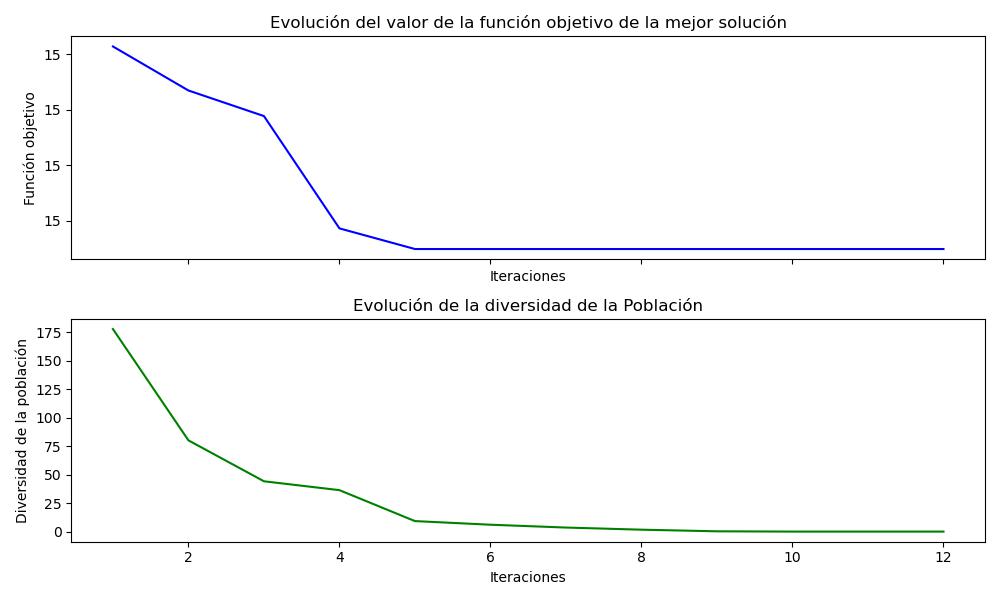 Evolución del valor de la función objetivo de la mejor solución
15
15
15
15
Función objetivo
Iteraciones
Evolución de la diversidad de la Población
175
150
125
100
75
50
25
0
Diversidad de la población
2 4 6 8 10 12
Iteraciones